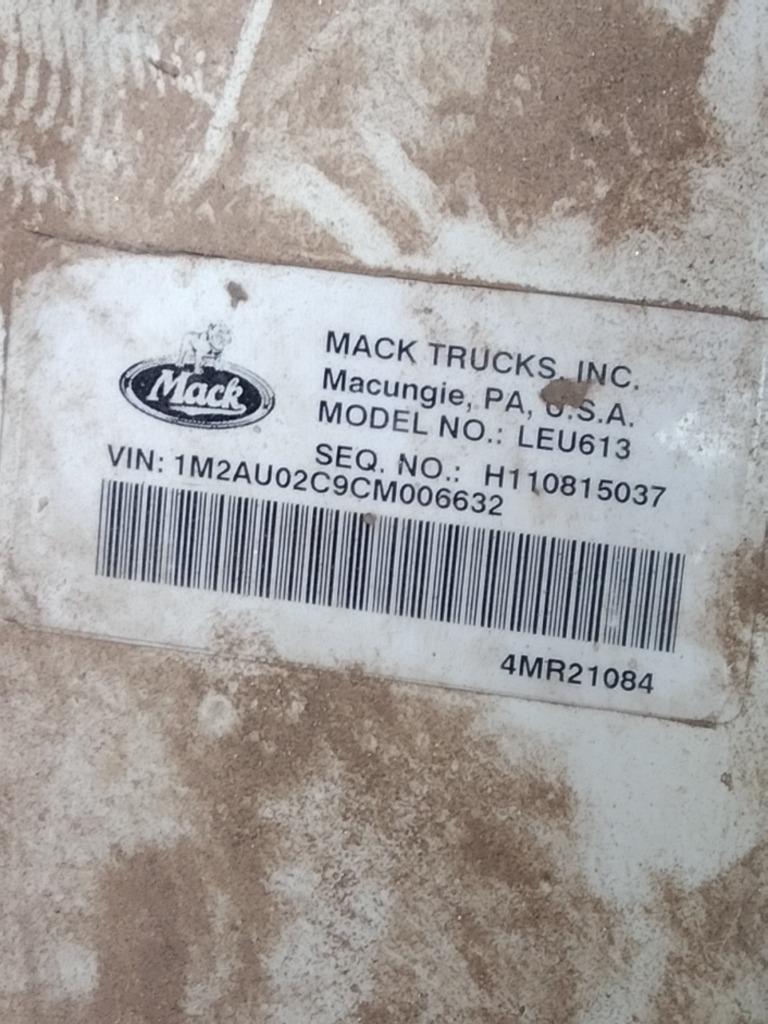 Mack
MACK TRUCKS, INC.
Macungie, PA, U.S.A.
MODEL NO.: LEU613
SEQ. NO.: H110815037
VIN: 1M2AU02C9CM006632
4MR21084